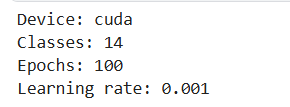 Device: cuda
Classes: 14
Epochs: 100
Learning rate: 0.001